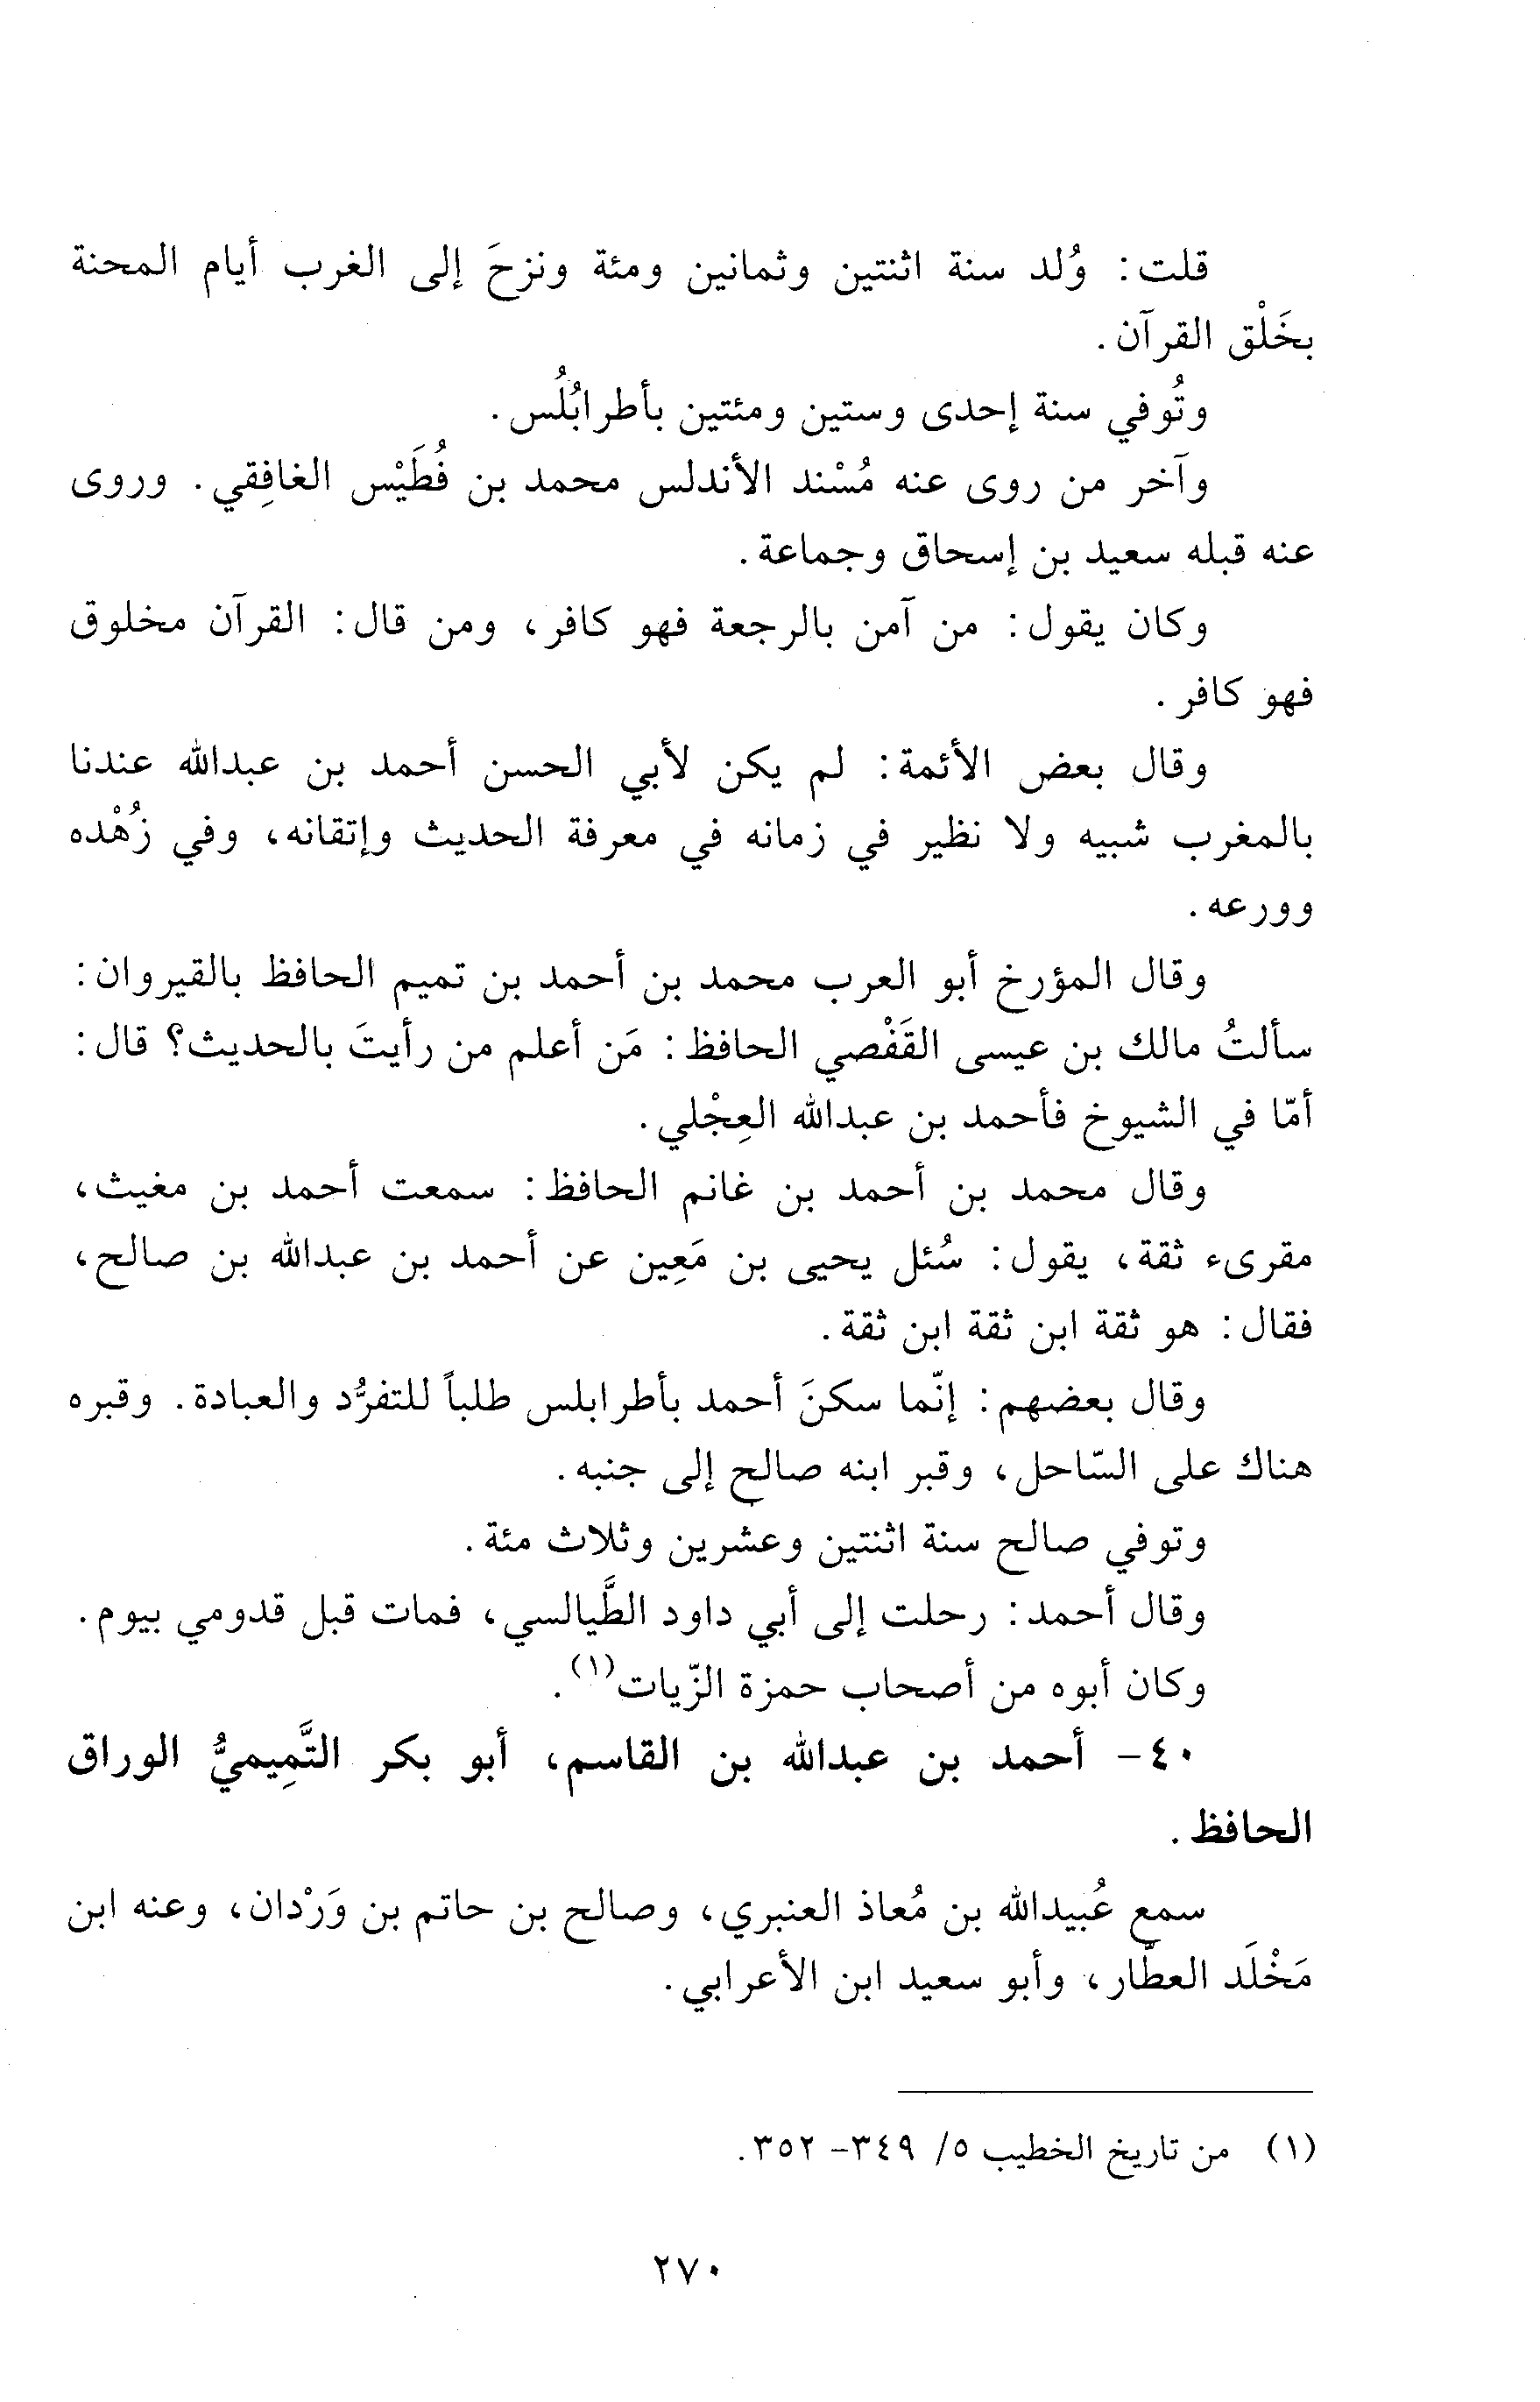 قلت: وُلد سنة اثنتين وثمانين ومئة ونزحَ إلى الغرب أيام المحنة
بخَلْق القرآن.
وتُوفي سنة إحدى وستين ومئتين بأطرابُلُس.
وآخر من روى عنه مُسْند الأندلس محمد بن فُطَيْس الغافِقي. وروى
عنه قبله سعيد بن إسحاق وجماعة.
وكان يقول: من آمن بالرجعة فهو كافر، ومن قال: القرآن مخلوق
فهو كافر.
وقال بعض الأئمة: لم يكن لأبي الحسن أحمد بن عبدالله عندنا
بالمغرب شبيه ولا نظير في زمانه في معرفة الحديث وإتقانه، وفي زُهْده
وورعه.
وقال المؤرخ أبو العرب محمد بن أحمد بن تميم الحافظ بالقيروان:
سألتُ مالك بن عيسى القَفْصي الحافظ: مَن أعلم من رأيتَ بالحديث؟ قال:
أمّا في الشيوخ فأحمد بن عبدالله العِجْلي.
وقال محمد بن أحمد بن غانم الحافظ: سمعت أحمد بن مغيث،
مقرىء ثقة، يقول: سُئل يحيى بن مَعِين عن أحمد بن عبدالله بن صالح،
فقال: هو ثقة ابن ثقة ابن ثقة.
وقال بعضهم: إنّما سكنَ أحمد بأطرابلس طلباً للتفرُّد والعبادة. وقبره
هناك على السّاحل، وقبر ابنه صالح إلى جنبه.
وتوفي صالح سنة اثنتين وعشرين وثلاث مئة.
وقال أحمد: رحلت إلى أبي داود الطَّيالسي، فمات قبل قدومي بيوم.
وكان أبوه من أصحاب حمزة الزّيات(١).
٤٠- أحمد بن عبدالله بن القاسم، أبو بكر التَّمِيميُّ الوراق
الحافظ.
سمع عُبيدالله بن مُعاذ العنبري، وصالح بن حاتم بن وَرْدان، وعنه ابن
مَخْلَد العطَّار، وأبو سعيد ابن الأعرابي.
(١) من تاريخ الخطيب ٥/ ٣٤٩- ٣٥٢.
٢٧٠